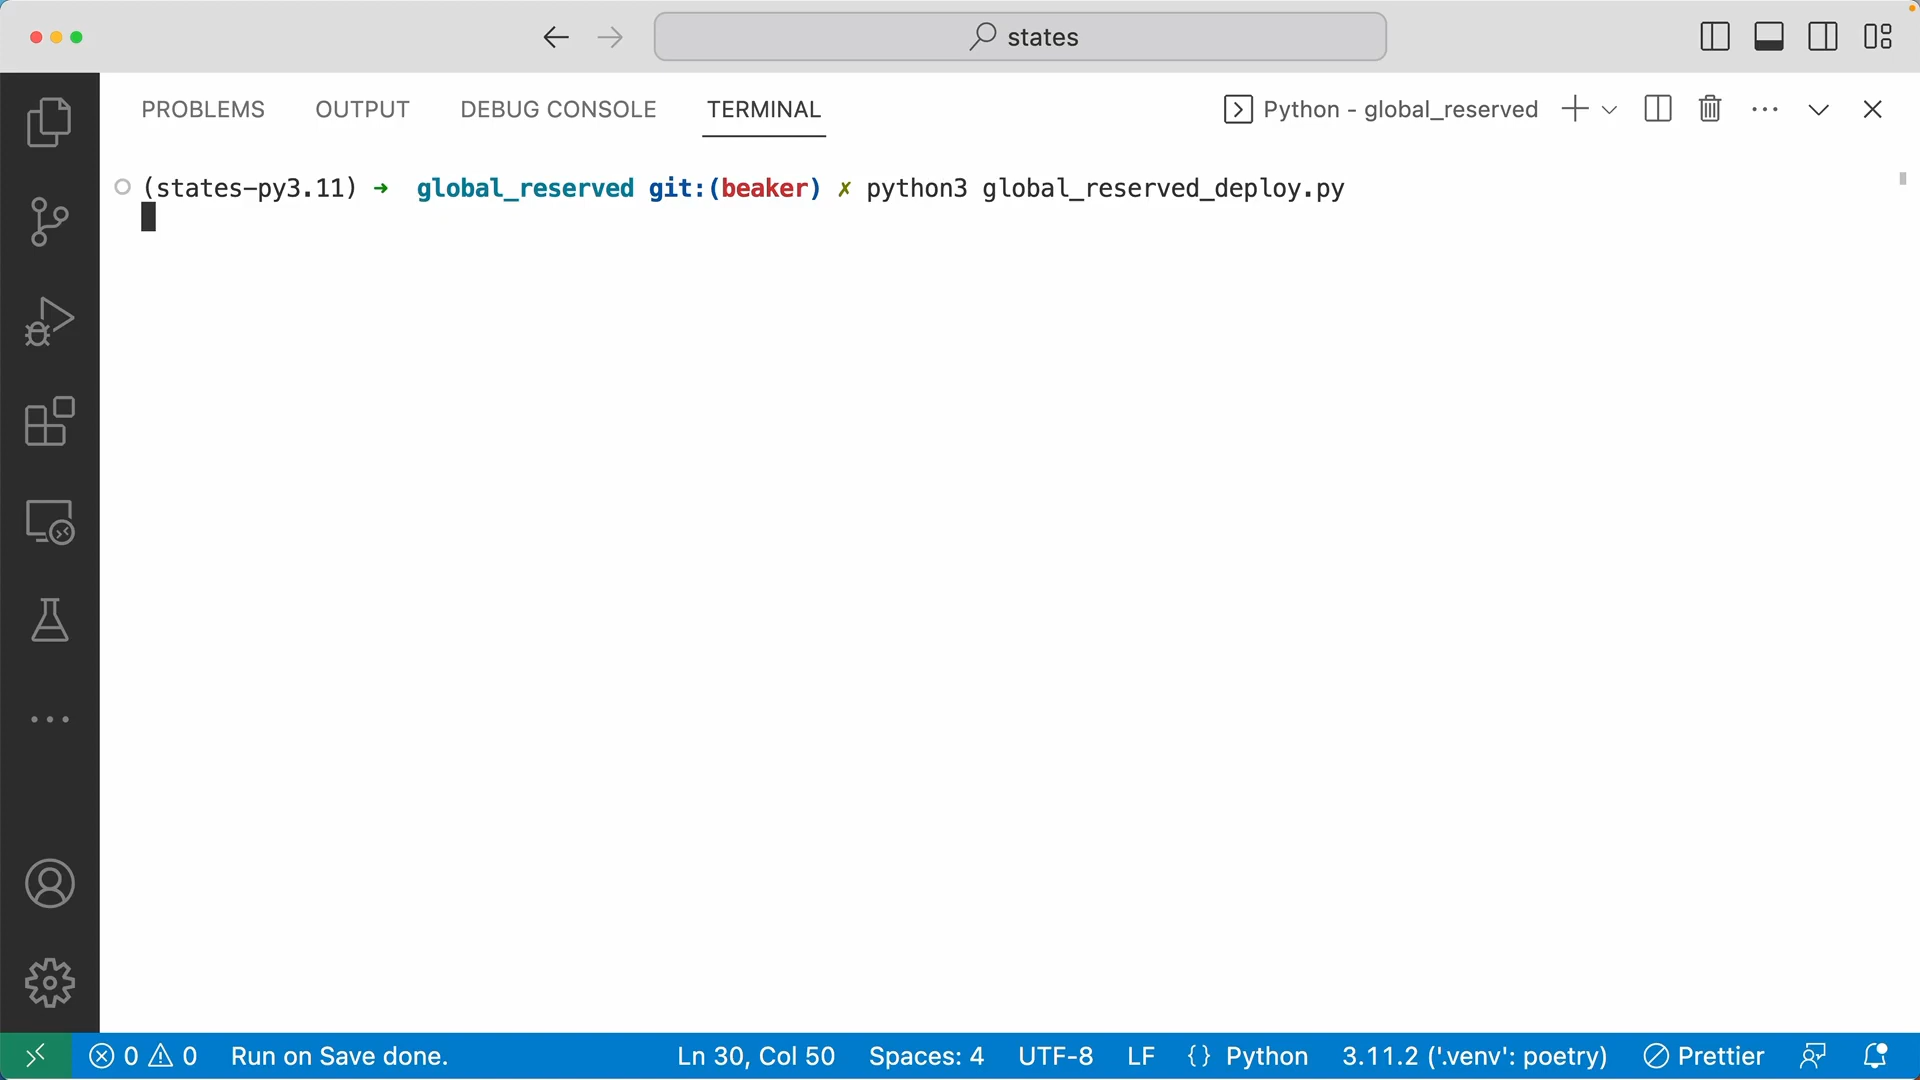 states
PROBLEMS OUTPUT DEBUG CONSOLE TERMINAL Python - global_reserved
(states-py3.11) ➜ global_reserved git:(beaker) ✗ python3 global_reserved_deploy.py
0 0 Run on Save done. Ln 30, Col 50 Spaces: 4 UTF-8 LF {} Python 3.11.2 ('.venv': poetry) Prettier